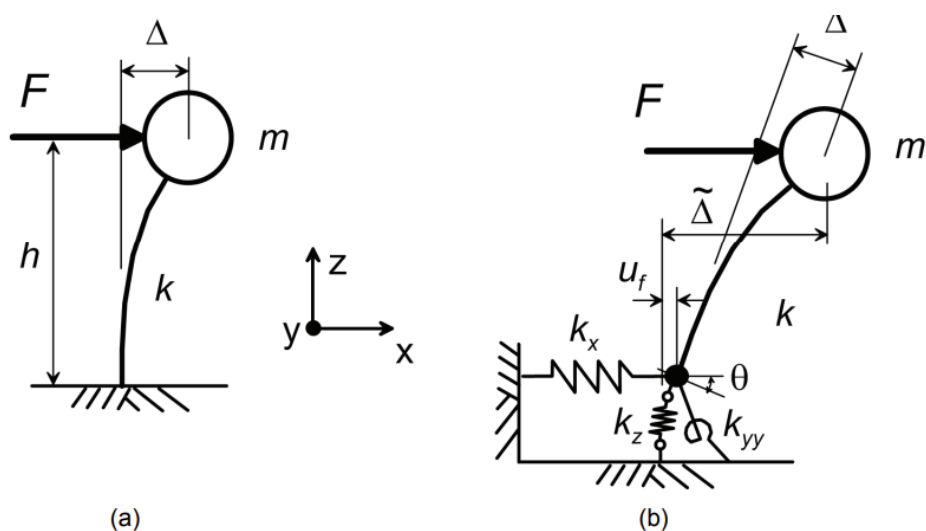 Δ
F
m
h
k
z
y
x
(a)
Δ
F
m
Δ̃
u_f
k
k_x
θ
k_z
k_yy
(b)